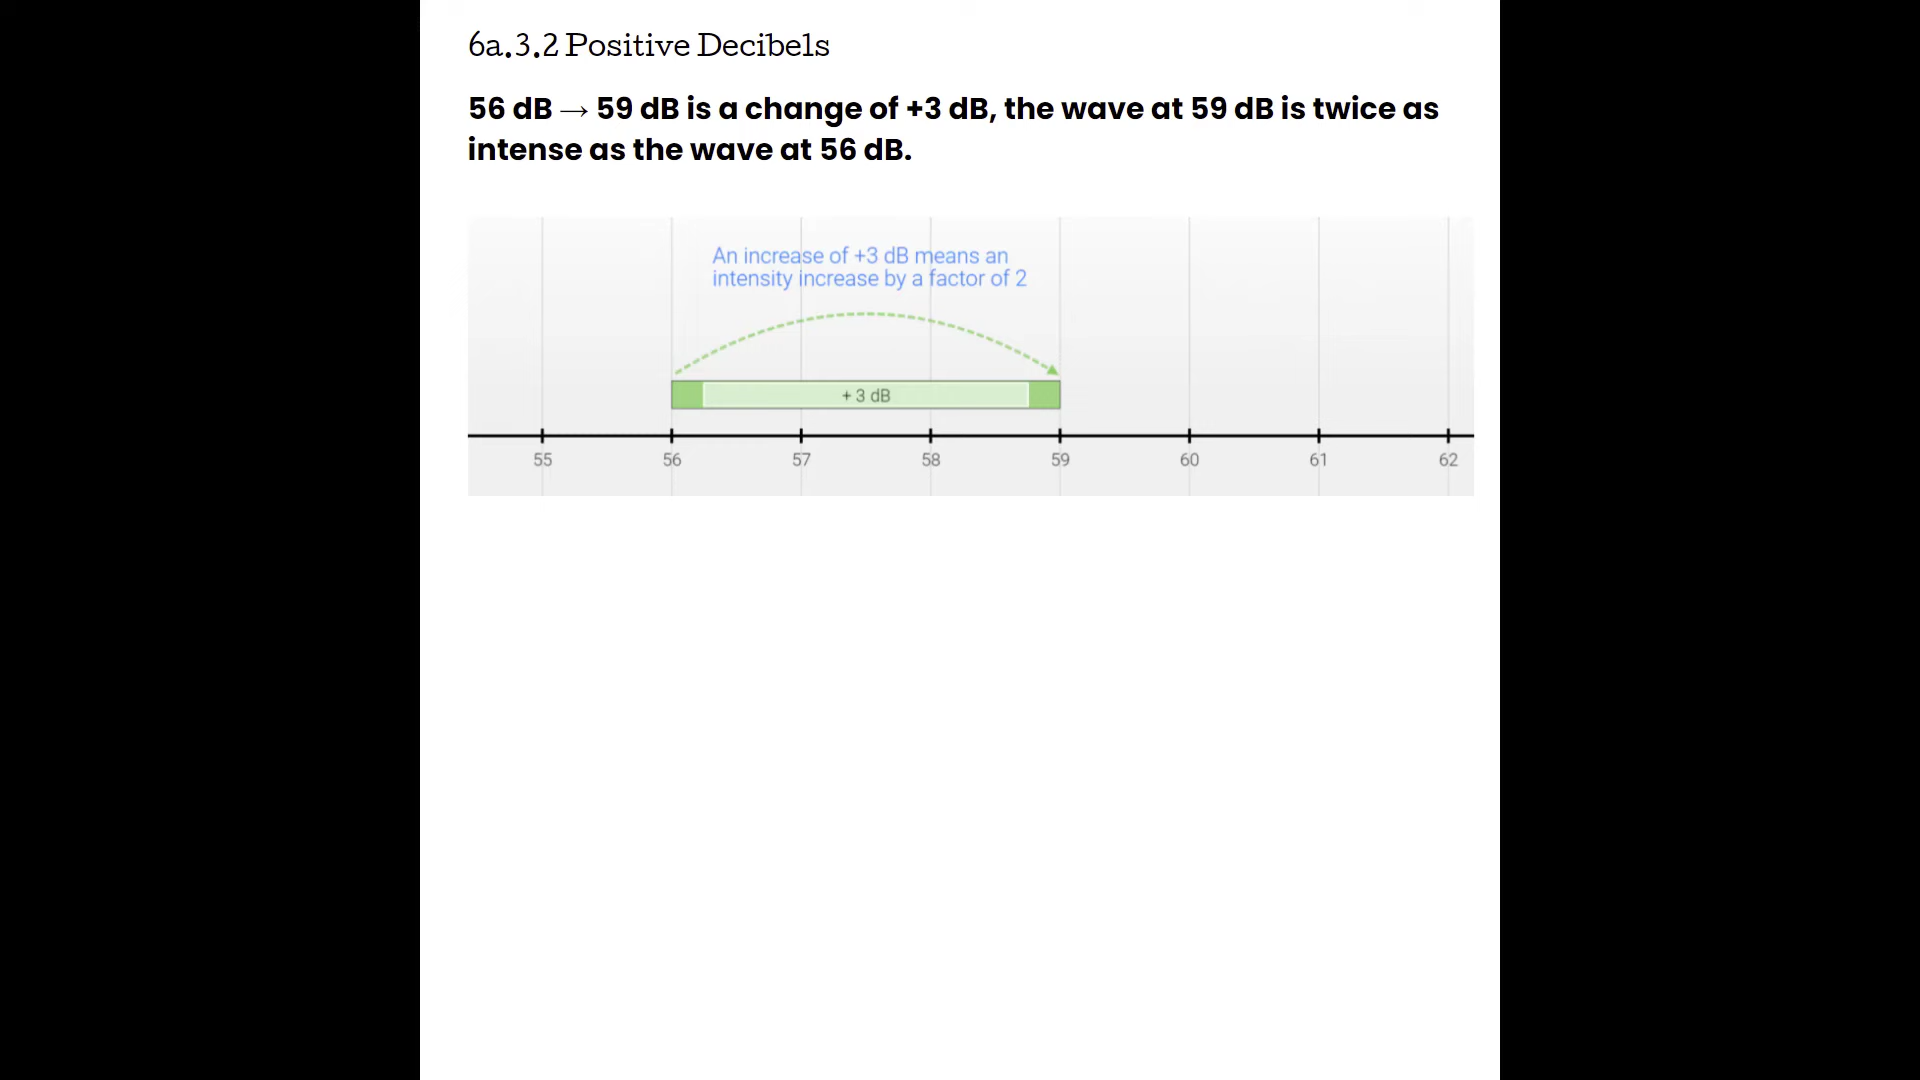 6a.3.2 Positive Decibels
56 dB → 59 dB is a change of +3 dB, the wave at 59 dB is twice as
intense as the wave at 56 dB.
An increase of +3 dB means an
intensity increase by a factor of 2
+ 3 dB
55 56 57 58 59 60 61 62